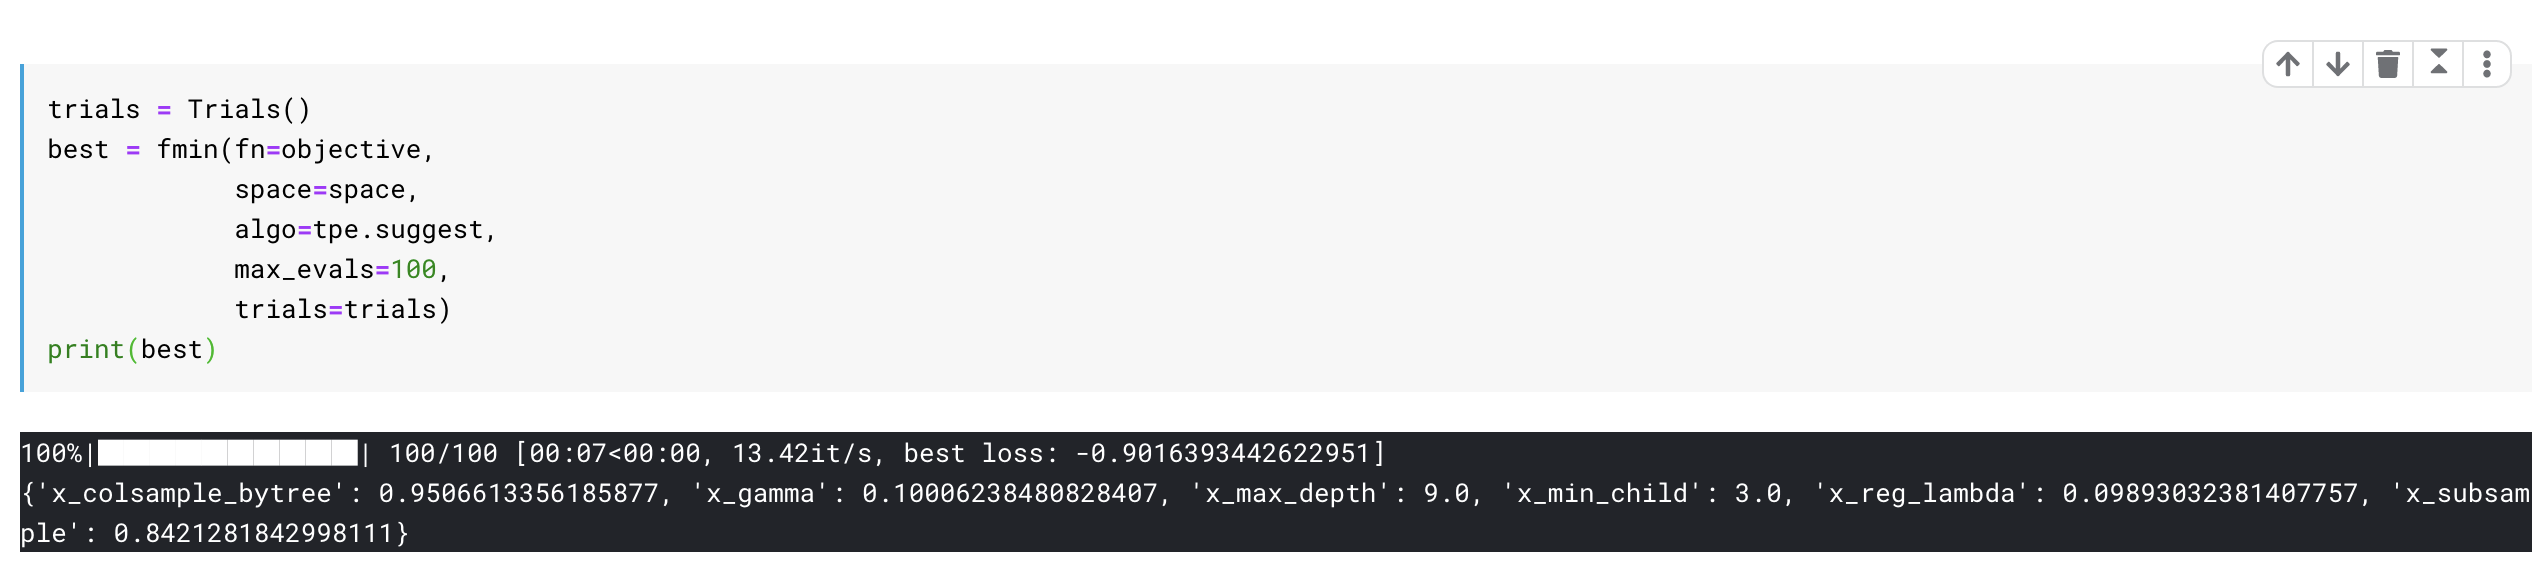 trials = Trials()
best = fmin(fn=objective,
            space=space,
            algo=tpe.suggest,
            max_evals=100,
            trials=trials)
print(best)
100%|██████████| 100/100 [00:07<00:00, 13.42it/s, best loss: -0.9016393442622951]
{'x_colsample_bytree': 0.9506613356185877, 'x_gamma': 0.10006238480828407, 'x_max_depth': 9.0, 'x_min_child': 3.0, 'x_reg_lambda': 0.09893032381407757, 'x_subsam
ple': 0.8421281842998111}